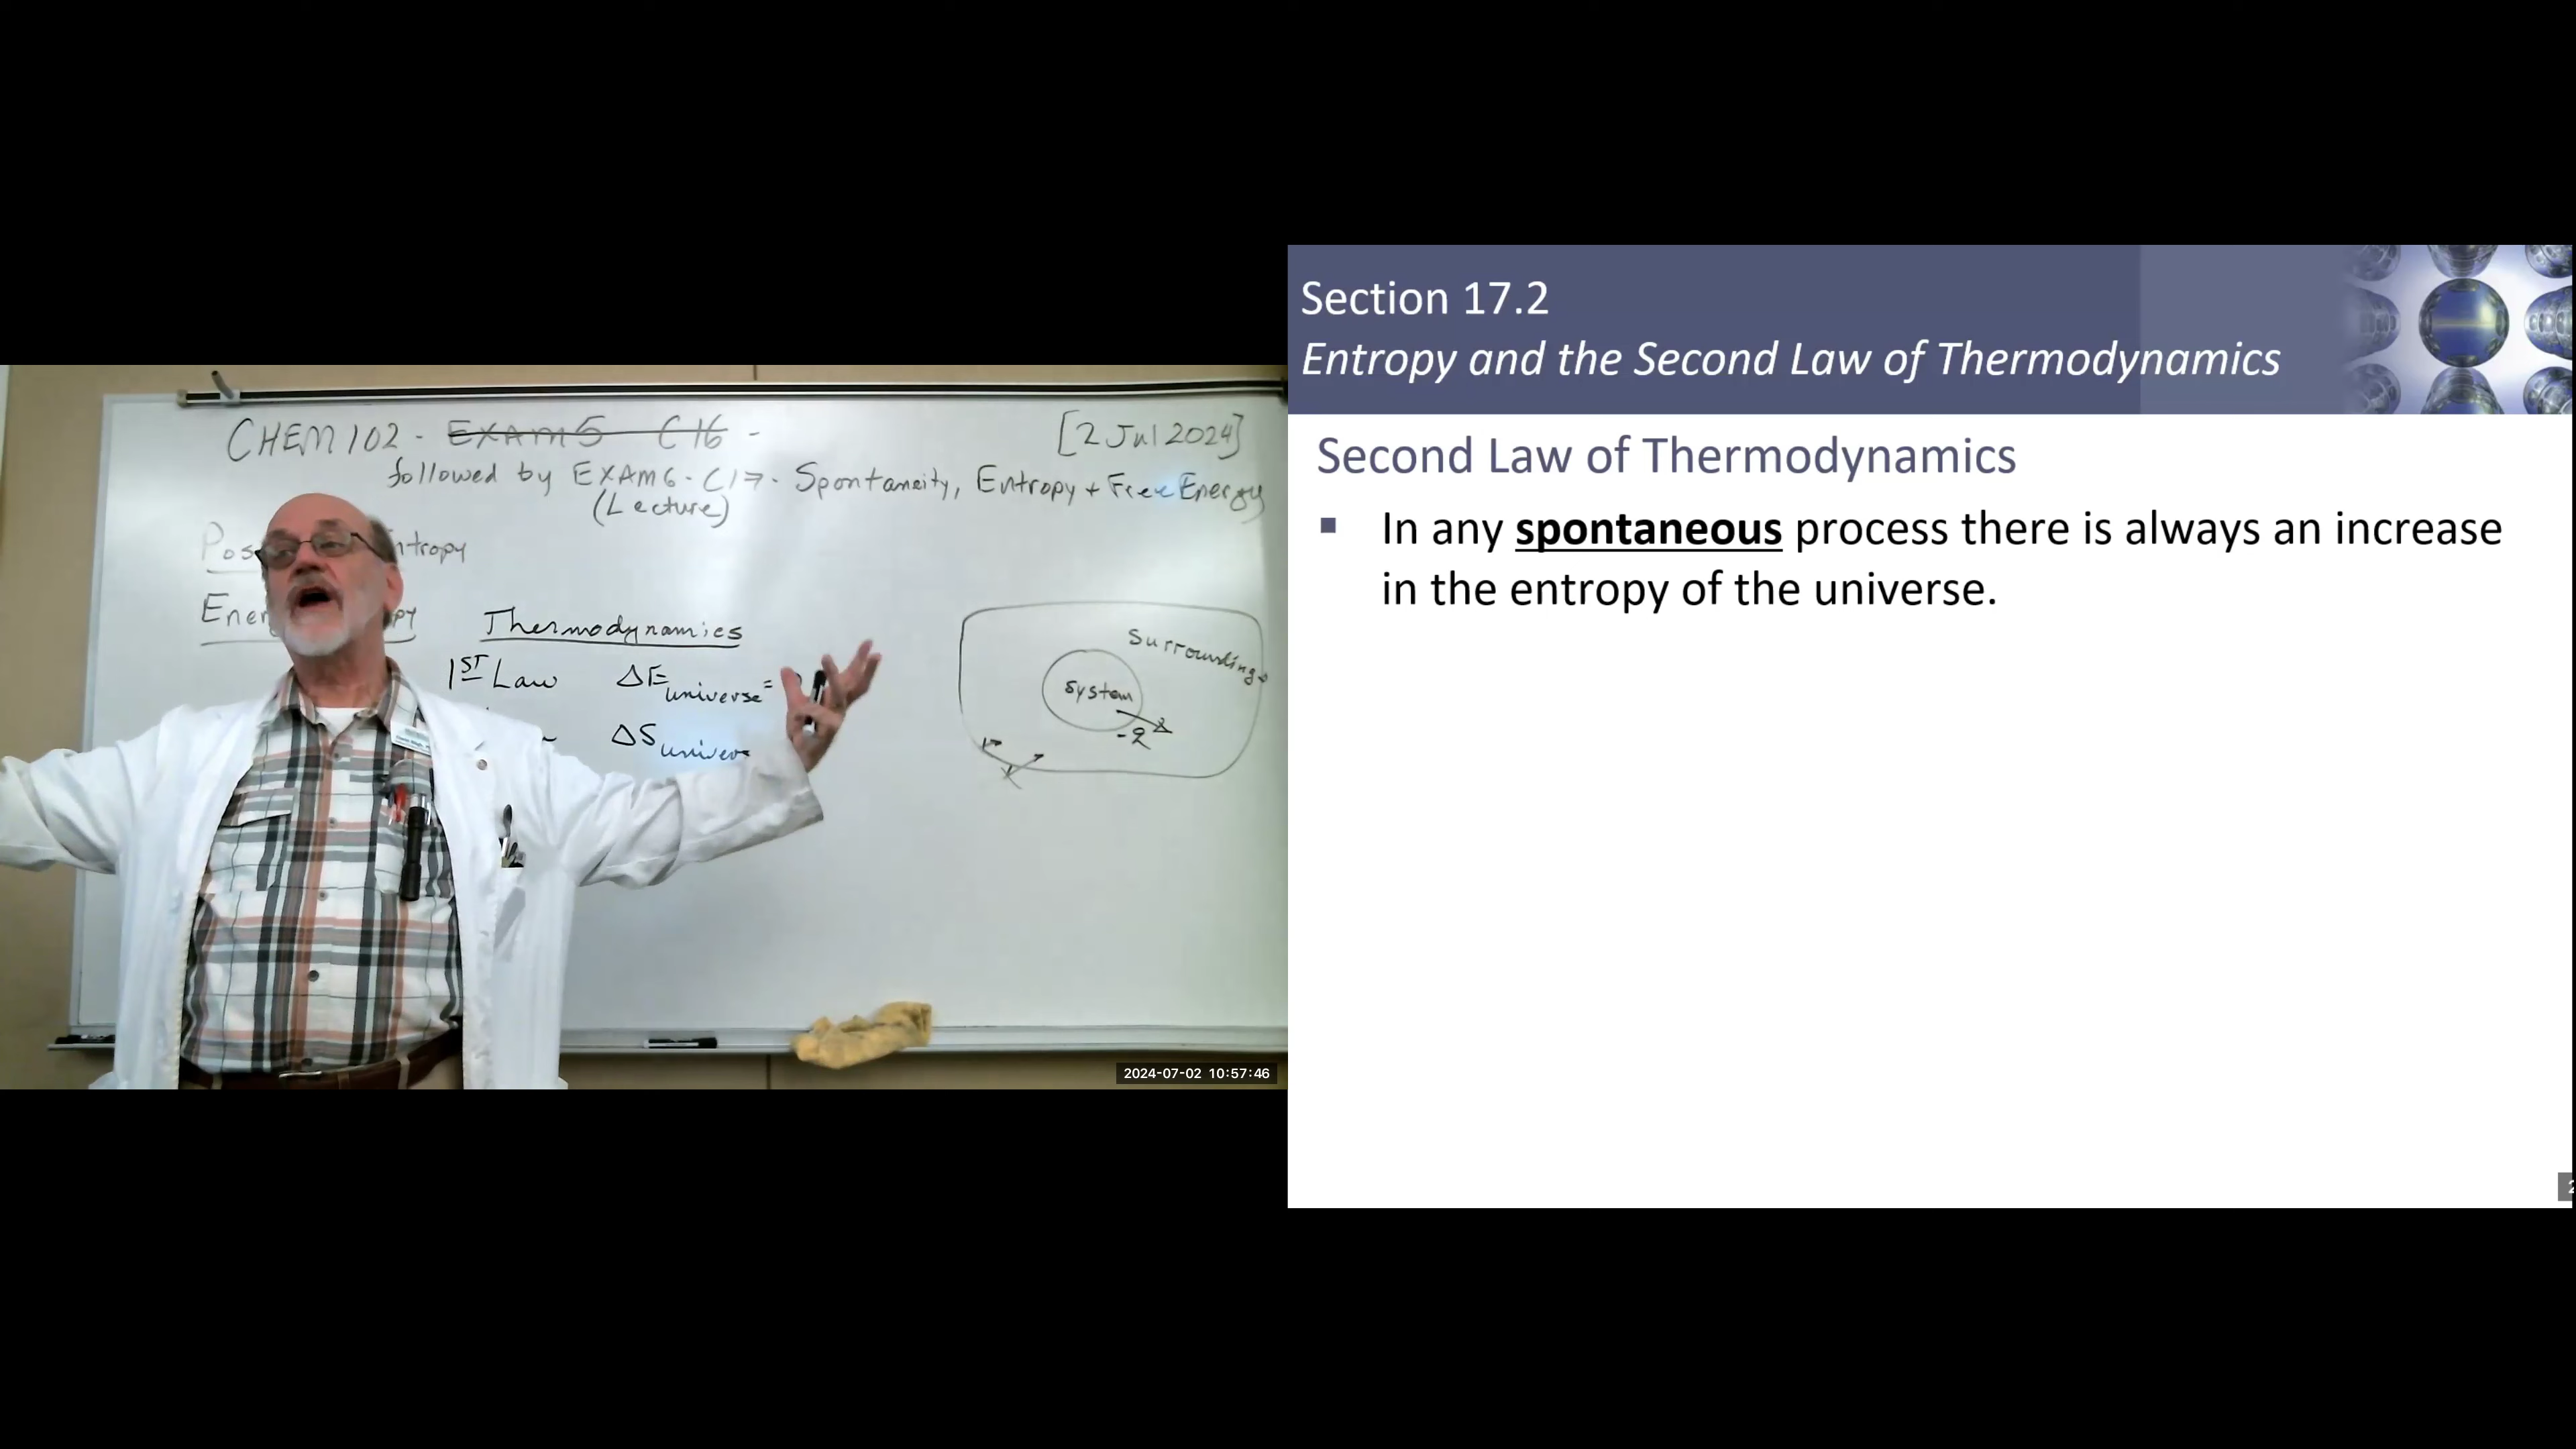 CHEM 102 - EXAM 5 C16 -
[2 Jul 2024]
followed by EXAM 6 - C17 - Spontaneity, Entropy + Free Energy
(Lecture)
Thermodynamics
1ST Law ΔE universe =
ΔS
Surroundings
System
2024-07-02 10:57:46
Section 17.2
Entropy and the Second Law of Thermodynamics
Second Law of Thermodynamics
▪ In any spontaneous process there is always an increase
in the entropy of the universe.